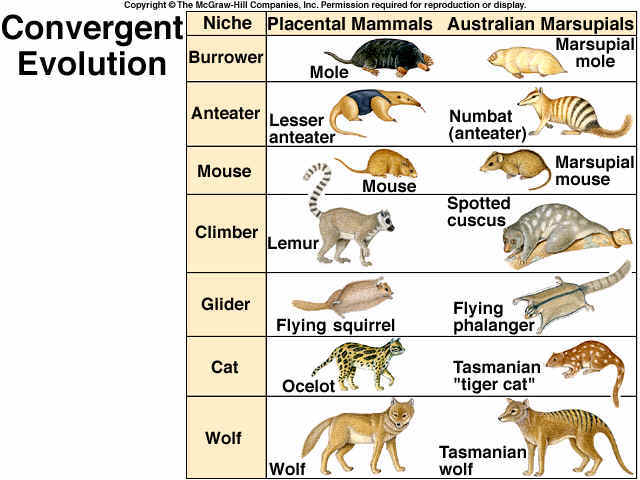 Copyright © The McGraw-Hill Companies, Inc. Permission required for reproduction or display.
Convergent
Evolution
Niche Placental Mammals Australian Marsupials
Burrower
Mole
Marsupial
mole
Anteater
Lesser
anteater
Numbat
(anteater)
Mouse
Mouse
Marsupial
mouse
Climber
Lemur
Spotted
cuscus
Glider
Flying squirrel
Flying
phalanger
Cat
Ocelot
Tasmanian
"tiger cat"
Wolf
Wolf
Tasmanian
wolf